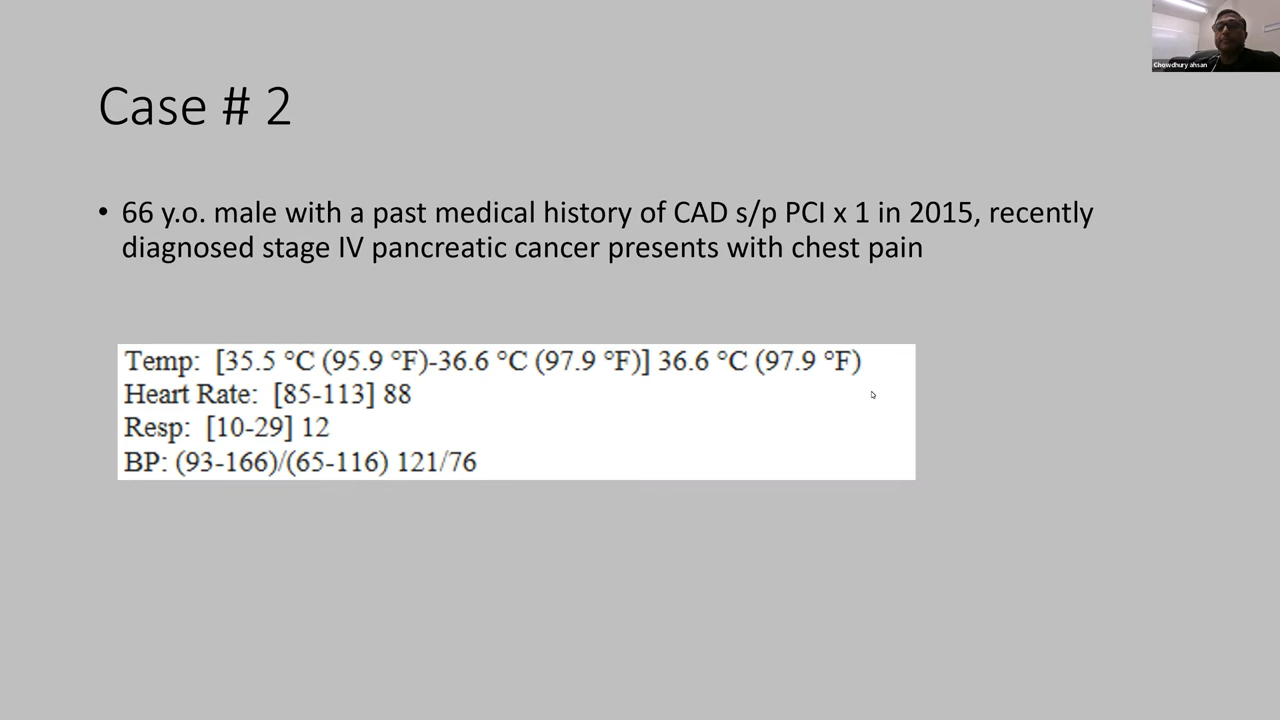 Chowdhury ahsan
Case # 2
• 66 y.o. male with a past medical history of CAD s/p PCI x 1 in 2015, recently
diagnosed stage IV pancreatic cancer presents with chest pain
Temp: [35.5 °C (95.9 °F)-36.6 °C (97.9 °F)] 36.6 °C (97.9 °F)
Heart Rate: [85-113] 88
Resp: [10-29] 12
BP: (93-166)/(65-116) 121/76